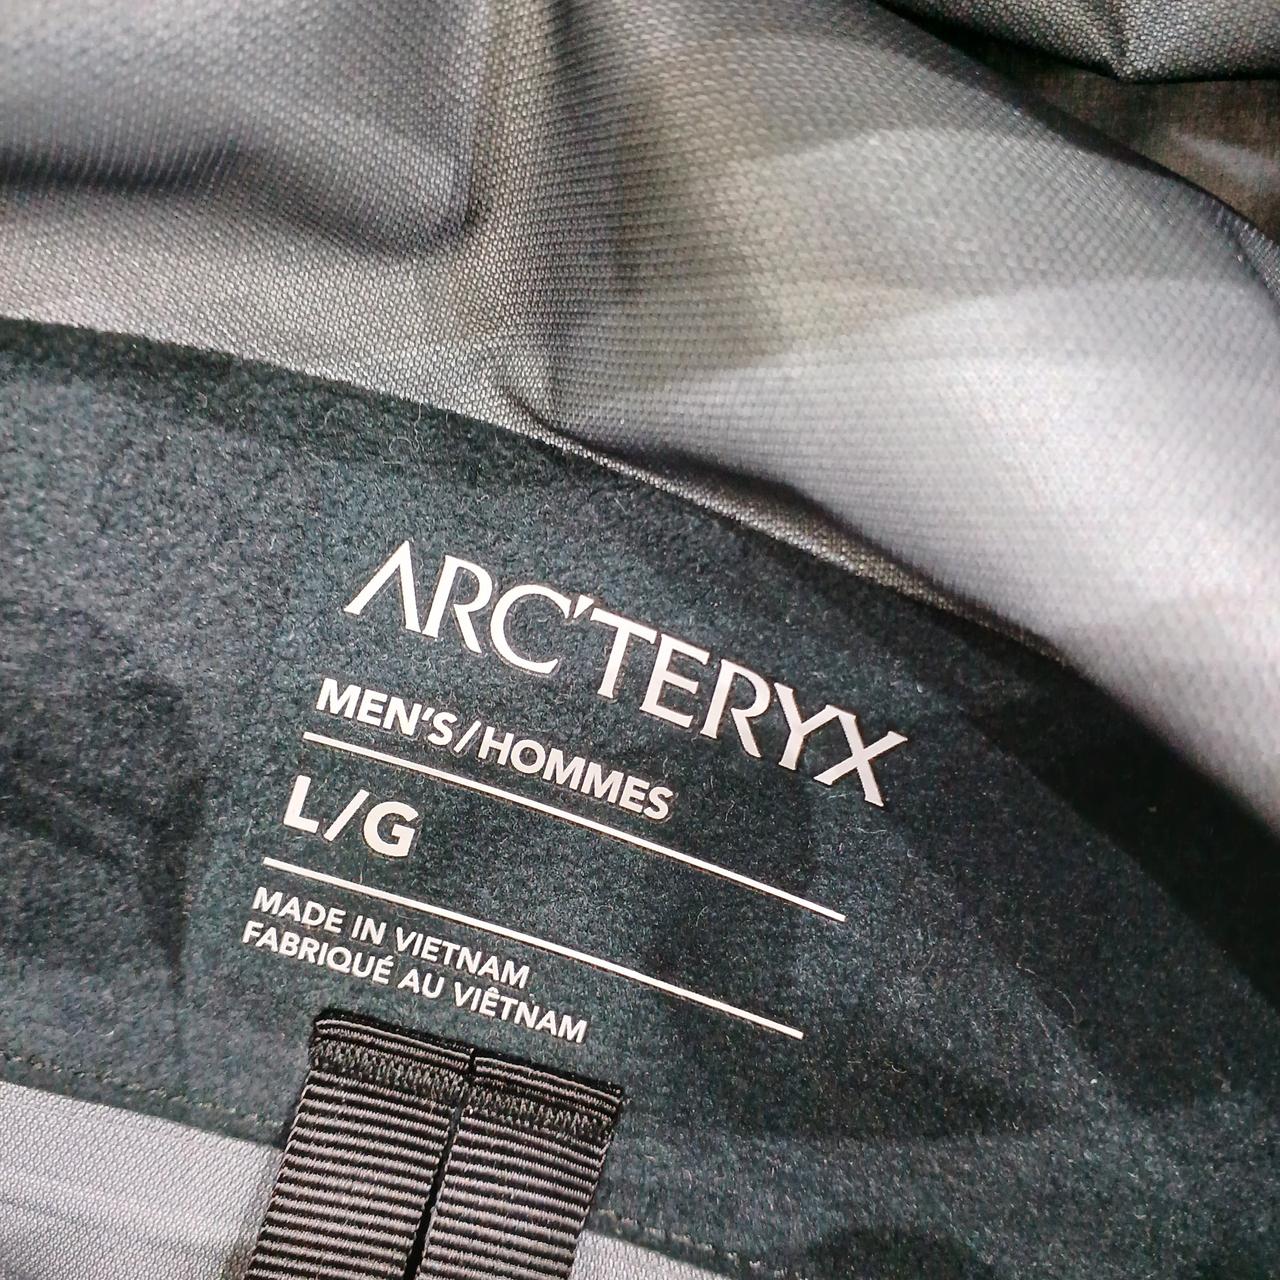 ARC'TERYX
MEN'S/HOMMES
L/G
MADE IN VIETNAM
FABRIQUÉ AU VIÊTNAM